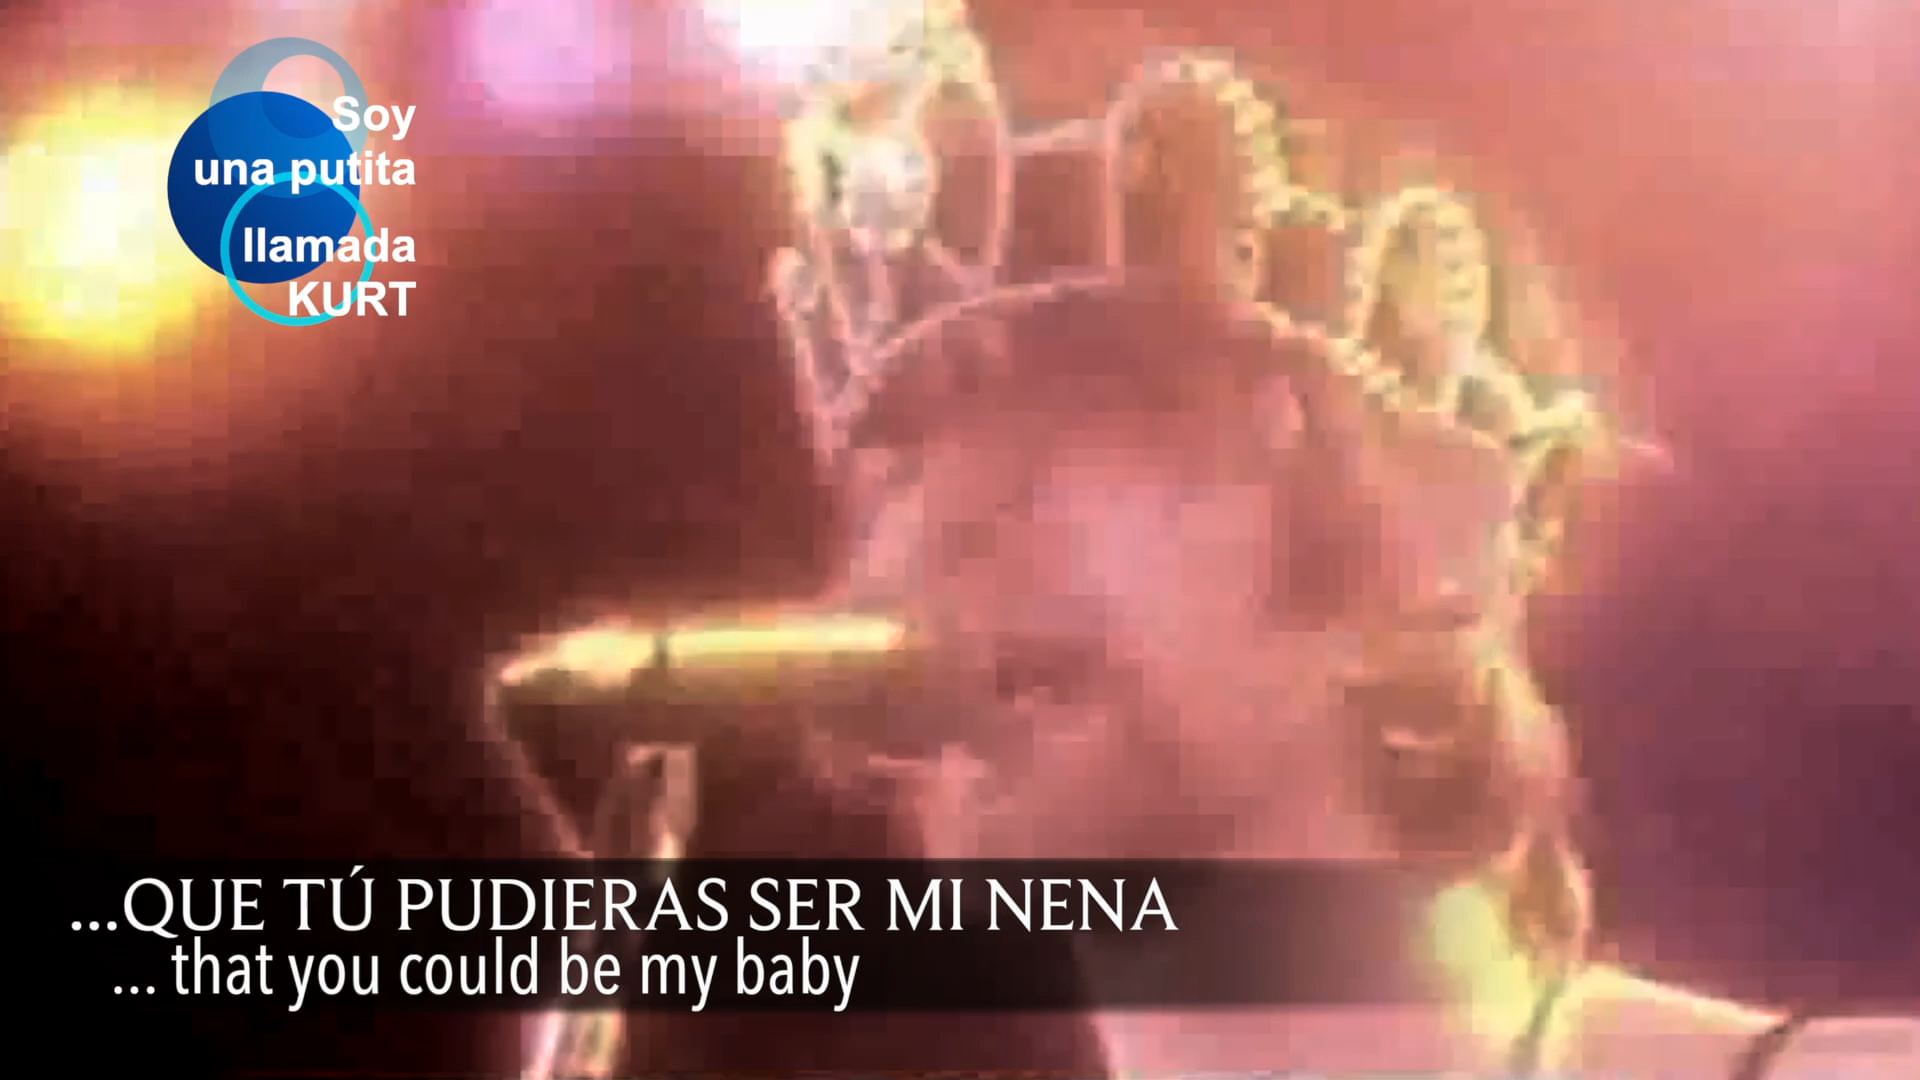 Soy
una putita
llamada
KURT
...QUE TÚ PUDIERAS SER MI NENA
... that you could be my baby